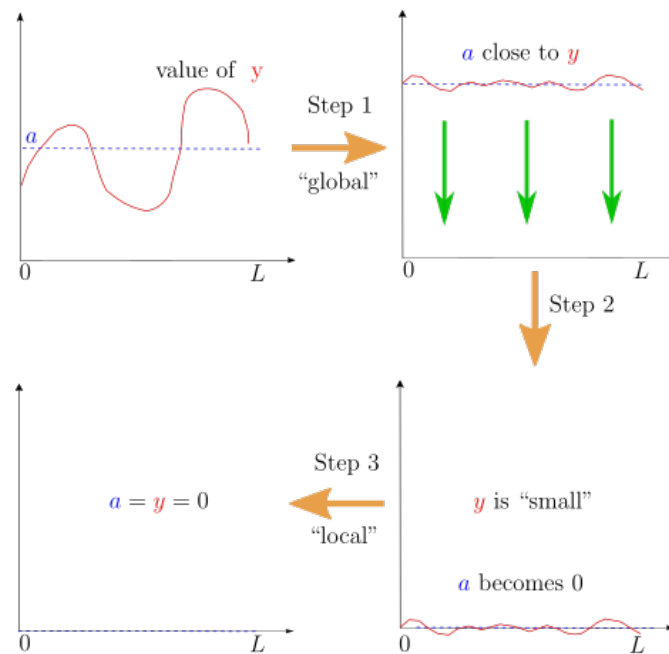 value of y
a
0
L
Step 1
“global”
a close to y
0
L
Step 2
a = y = 0
0
L
Step 3
“local”
y is “small”
a becomes 0
0
L